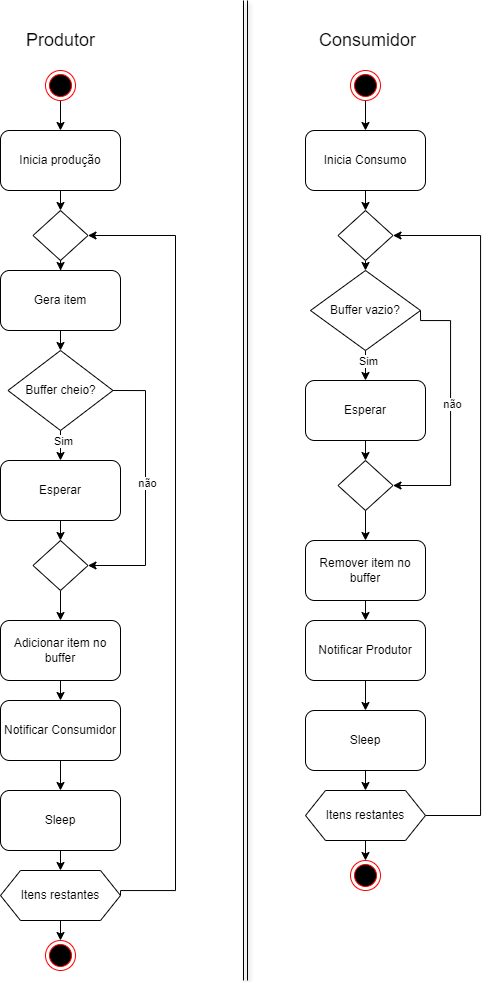 Produtor
Inicia produção
Gera item
Buffer cheio?
Sim
não
Esperar
Adicionar item no
buffer
Notificar Consumidor
Sleep
Itens restantes
Consumidor
Inicia Consumo
Buffer vazio?
Sim
não
Esperar
Remover item no
buffer
Notificar Produtor
Sleep
Itens restantes